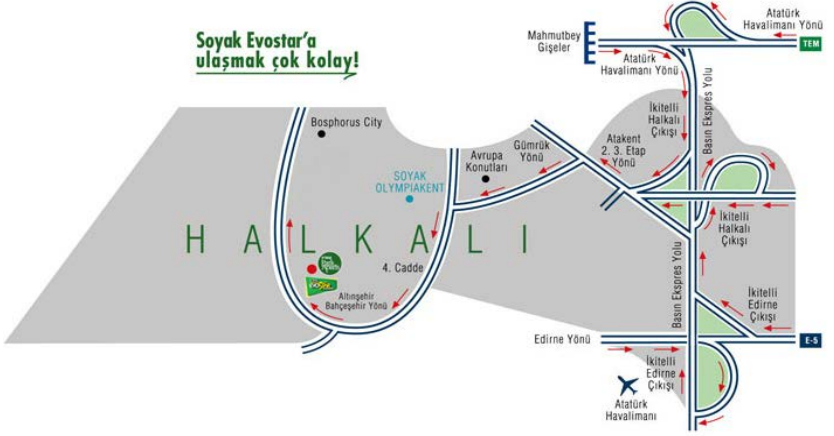 Soyak Evostar'a
ulaşmak çok kolay!
Mahmutbey
Gişeler
Atatürk
Havalimanı Yönü
TEM
Atatürk
Havalimanı Yönü
Basın Ekspres Yolu
İkitelli
Halkalı
Çıkışı
Bosphorus City
Avrupa
Konutları
Gümrük
Yönü
Atakent
2. 3. Etap
Yönü
SOYAK
OLYMPIAKENT
HALKALI
İkitelli
Halkalı
Çıkışı
4. Cadde
Altınşehir
Bahçeşehir Yönü
Basın Ekspres Yolu
İkitelli
Edirne
Çıkışı
Edirne Yönü
E-5
İkitelli
Edirne
Çıkışı
Atatürk
Havalimanı